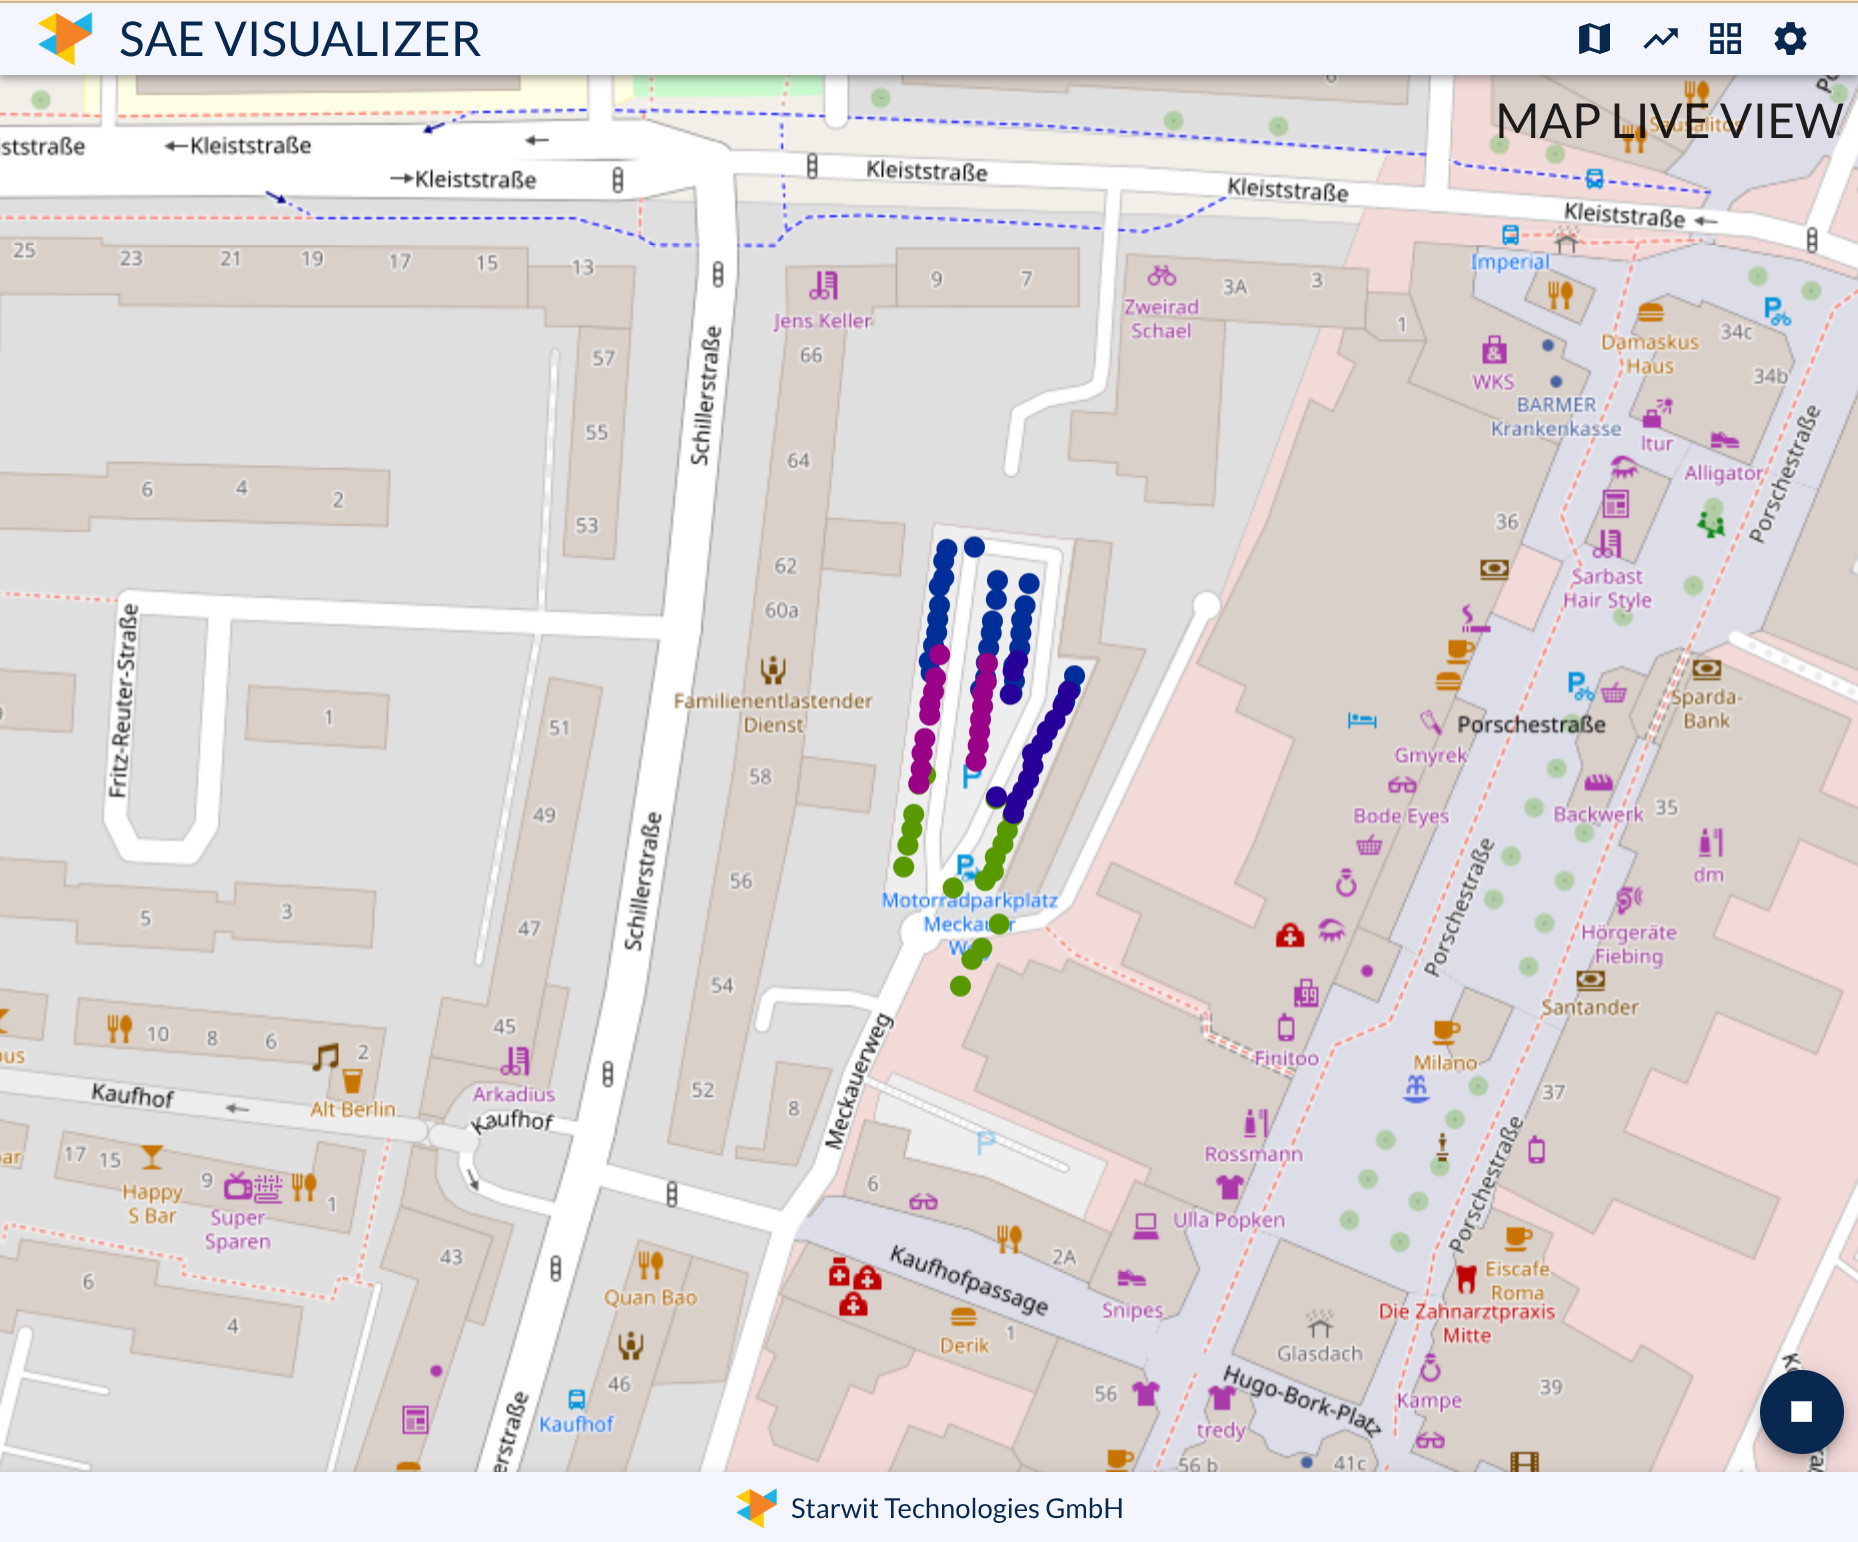 SAE VISUALIZER
MAP LIVE VIEW
Sausalitos
Kleiststraße
Kleiststraße
Kleiststraße
Kleiststraße
Kleiststraße
Kleiststraße
25
23
21
19
17
15
13
9
7
3A
3
1
Imperial
Jens Keller
Zweirad
Schael
66
57
55
53
64
62
60a
58
56
54
52
Schillerstraße
Schillerstraße
6
4
2
WKS
BARMER
Krankenkasse
Damaskus
Haus
34c
34b
ltur
Alligator
Porschestraße
36
Sarbast
Hair Style
Fritz-Reuter-Straße
1
51
49
47
45
5
3
Familienentlastender
Dienst
P
Motorradparkplatz
Meckauer
Sparda-
Bank
Porschestraße
Gmyrek
Bode Eyes
Backwerk
35
dm
Hörgeräte
Fiebing
Porschestraße
Santander
Finitoo
Milano
37
Rossmann
Ulla Popken
Porschestraße
10
8
6
2
Alt Berlin
Arkadius
Kaufhof
Kaufhof
17
15
9
1
Happy
S Bar
Super
Sparen
Meckauerweg
8
P
6
2A
Kaufhofpassage
Snipes
Derik
1
43
6
4
Quan Bao
46
Kaufhof
Eiscafe
Roma
Die Zahnarztpraxis
Mitte
Glasdach
Hugo-Bork-Platz
Kampe
39
56
tredy
56 b
41c
Starwit Technologies GmbH